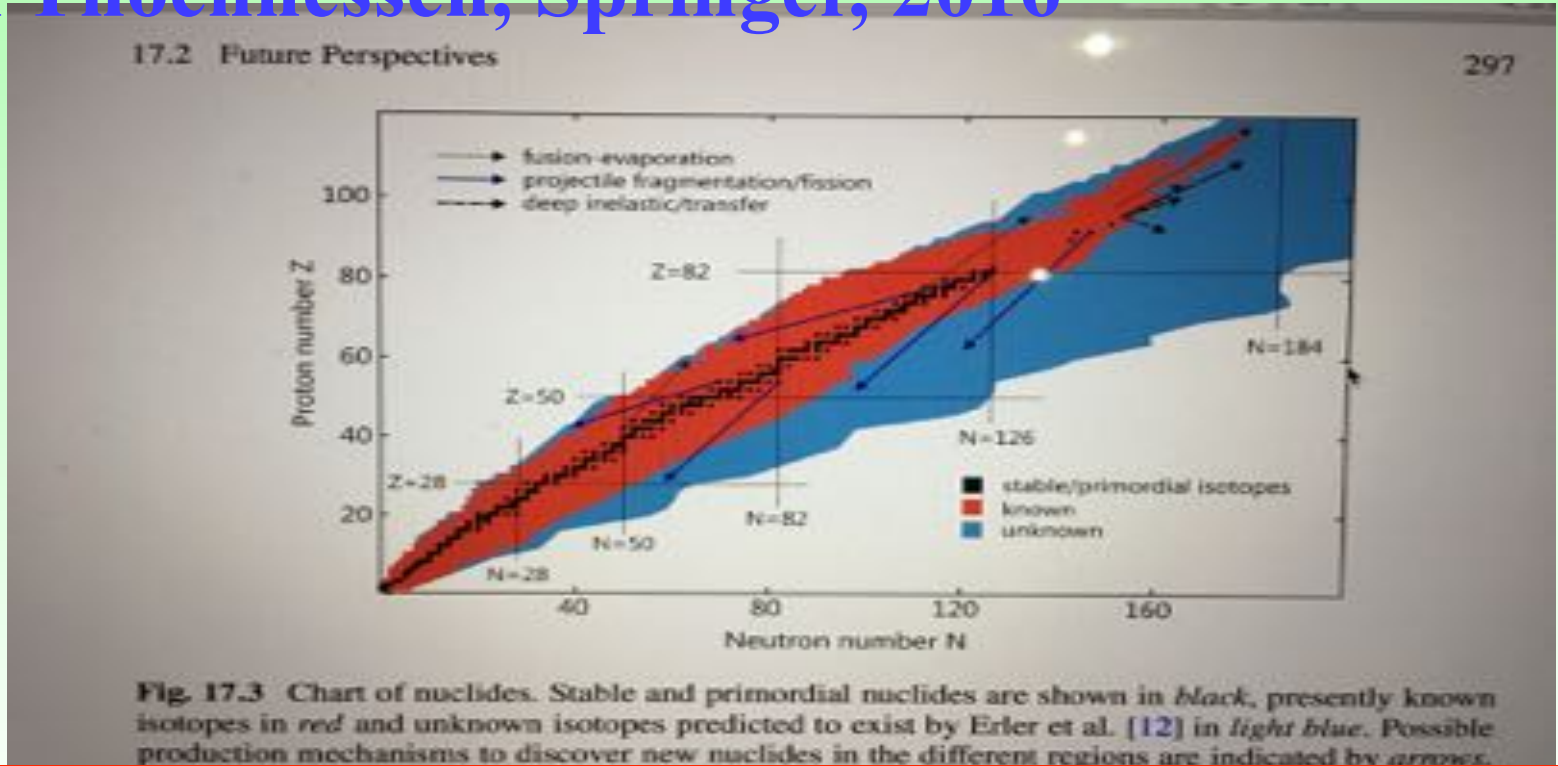 Thoennessen, Springer, 2016
17.2 Future Perspectives
297
fusion-evaporation
projectile fragmentation/fission
deep inelastic/transfer
100
80
60
40
20
Proton number Z
Z=82
Z=50
Z=28
N=184
N=126
N=82
N=50
N=28
stable/primordial isotopes
known
unknown
40 80 120 160
Neutron number N
Fig. 17.3 Chart of nuclides. Stable and primordial nuclides are shown in black, presently known
isotopes in red and unknown isotopes predicted to exist by Erler et al. [12] in light blue. Possible
production mechanisms to discover new nuclides in the different regions are indicated by arrows.